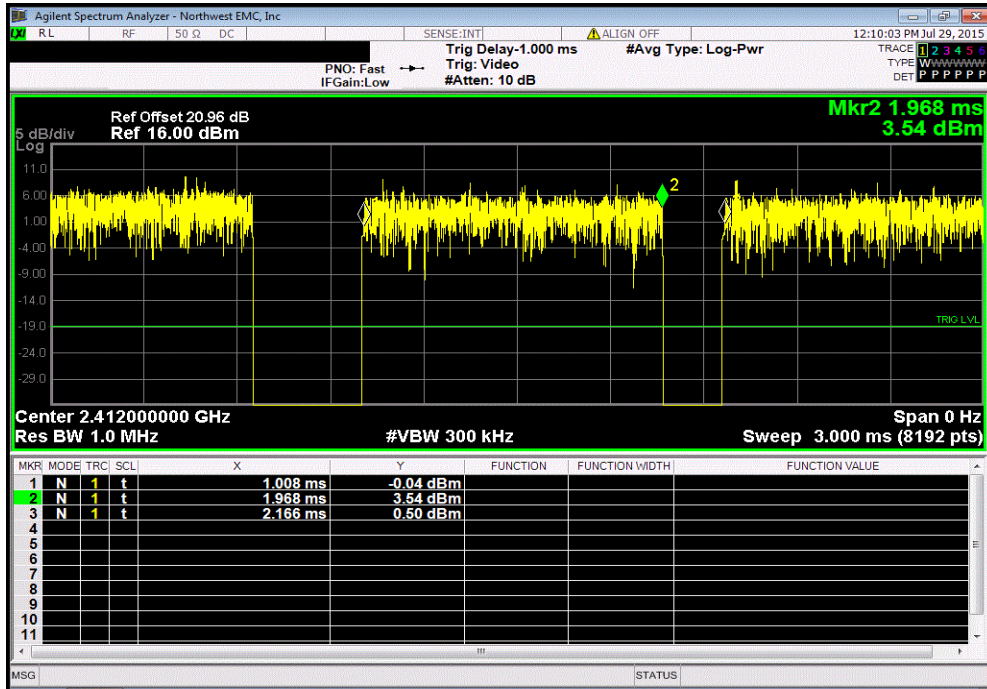 Agilent Spectrum Analyzer - Northwest EMC, Inc
LXI RL RF 50 Ω DC SENSE:INT ALIGN OFF 12:10:03 PM Jul 29, 2015
Trig Delay-1.000 ms #Avg Type: Log-Pwr TRACE 1 2 3 4 5 6
PNO: Fast Trig: Video TYPE WWWWWW
IFGain:Low #Atten: 10 dB DET P P P P P P
Mkr2 1.968 ms
3.54 dBm
Ref Offset 20.96 dB
5 dB/div Ref 16.00 dBm
Log
11.0
6.00
2
1.00
-4.00
-9.00
-14.0
-19.0
TRIG LVL
-24.0
-29.0
Center 2.412000000 GHz Span 0 Hz
Res BW 1.0 MHz #VBW 300 kHz Sweep 3.000 ms (8192 pts)
MKR MODE TRC SCL X Y FUNCTION FUNCTION WIDTH FUNCTION VALUE
1 N 1 t 1.008 ms -0.04 dBm
2 N 1 t 1.968 ms 3.54 dBm
3 N 1 t 2.166 ms 0.50 dBm
4
5
6
7
8
9
10
11
MSG STATUS